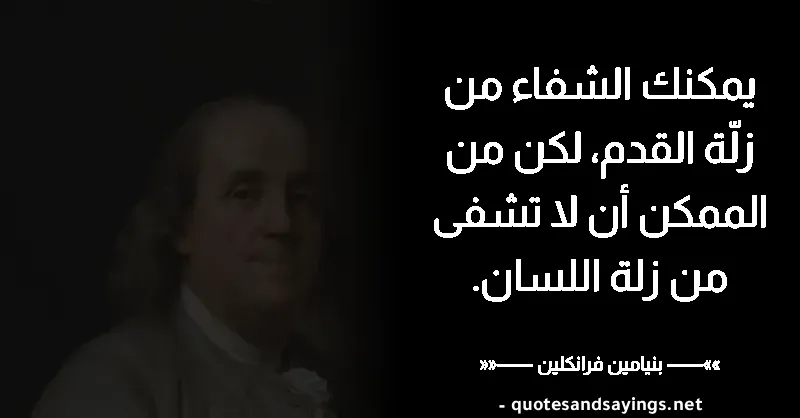 يمكنك الشفاء من
زلّة القدم، لكن من
الممكن أن لا تشفى
من زلة اللسان.
»»—— بنيامين فرانكلين ——««
- quotesandsayings.net